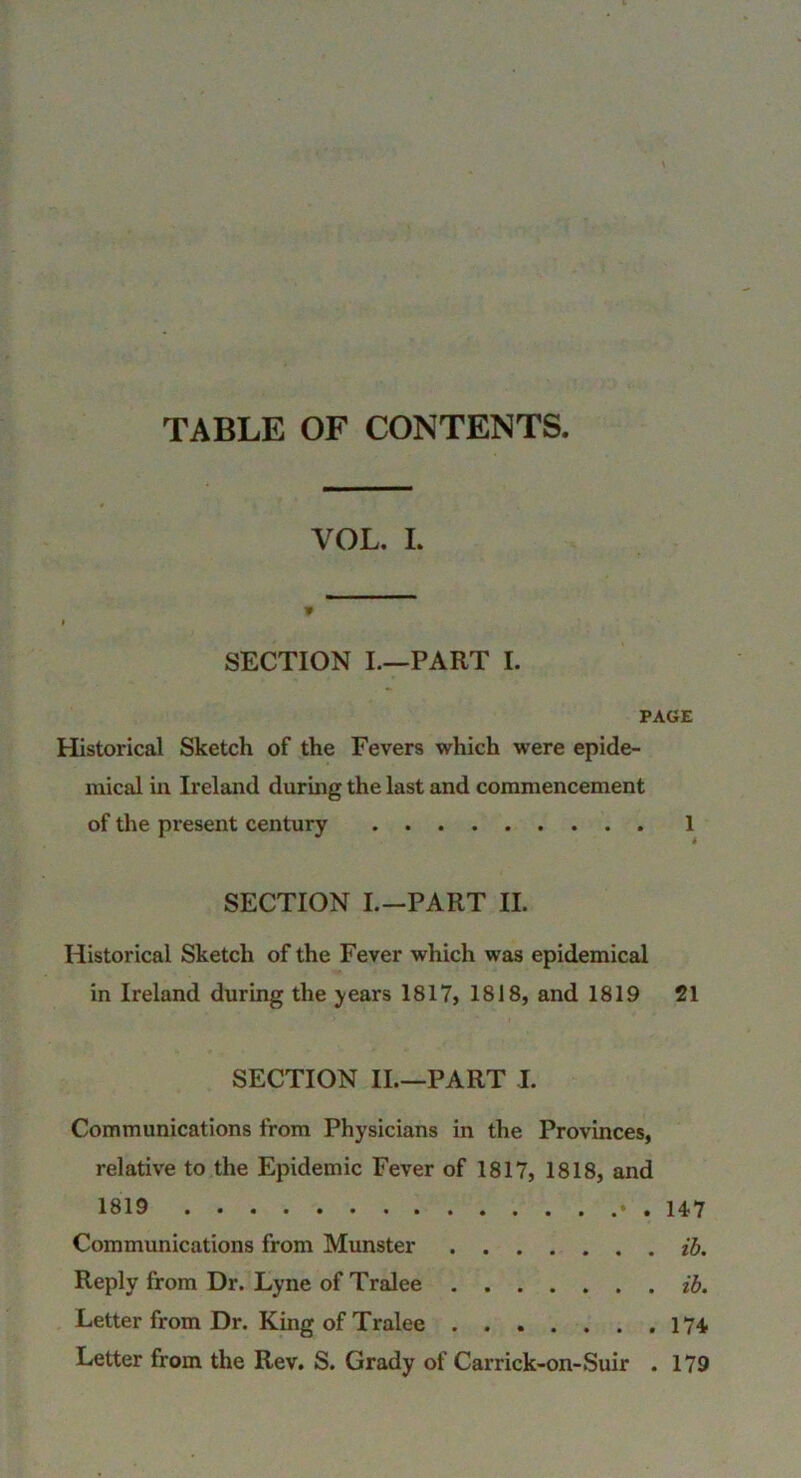 TABLE OF CONTENTS.
VOL. I.
SECTION I.—PART I.
PAGE
Historical Sketch of the Fevers which were epide-
mical in Ireland during the last and commencement
of the present century . . . . . . . . . 1
SECTION I.—PART II.
Historical Sketch of the Fever which was epidemical
in Ireland during the years 1817, 1818, and 1819 21
SECTION II.—PART I.
Communications from Physicians in the Provinces,
relative to the Epidemic Fever of 1817, 1818, and
1819 . . . . . . . . . . . . . . . 147
Communications from Munster . . . . . . . ib.
Reply from Dr. Lyne of Tralee . . . . . . . ib.
Letter from Dr. King of Tralee . . . . . . . 174
Letter from the Rev. S. Grady of Carrick-on-Suir . 179